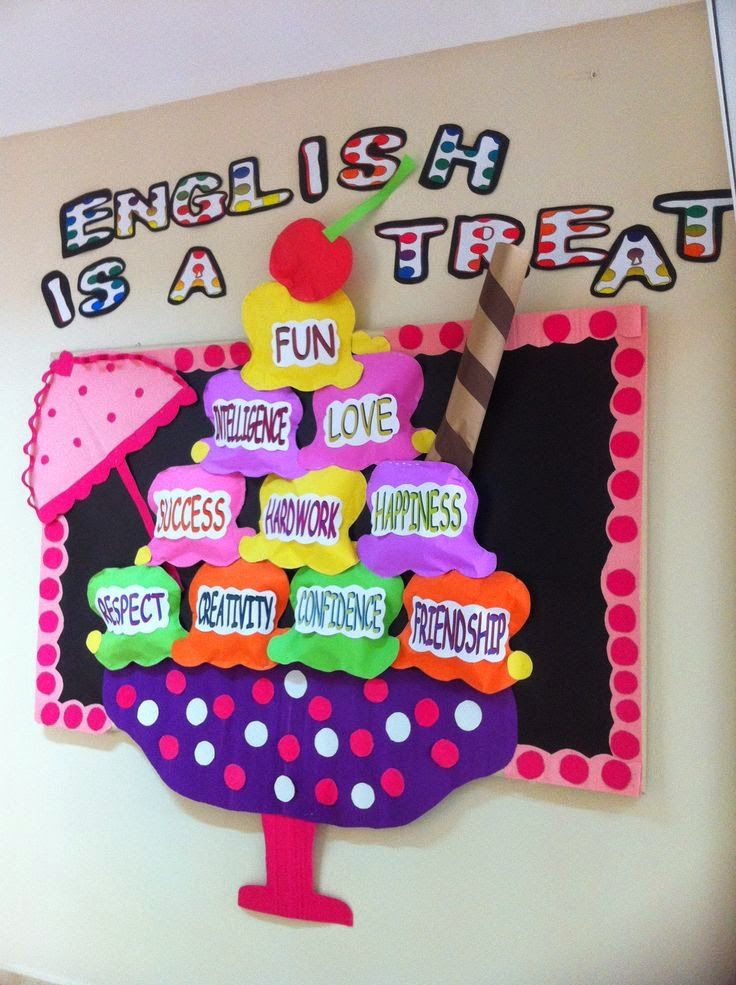 ENGLISH
IS A TREAT
FUN
INTELLIGENCE LOVE
SUCCESS HARDWORK HAPPINESS
RESPECT CREATIVITY CONFIDENCE FRIENDSHIP